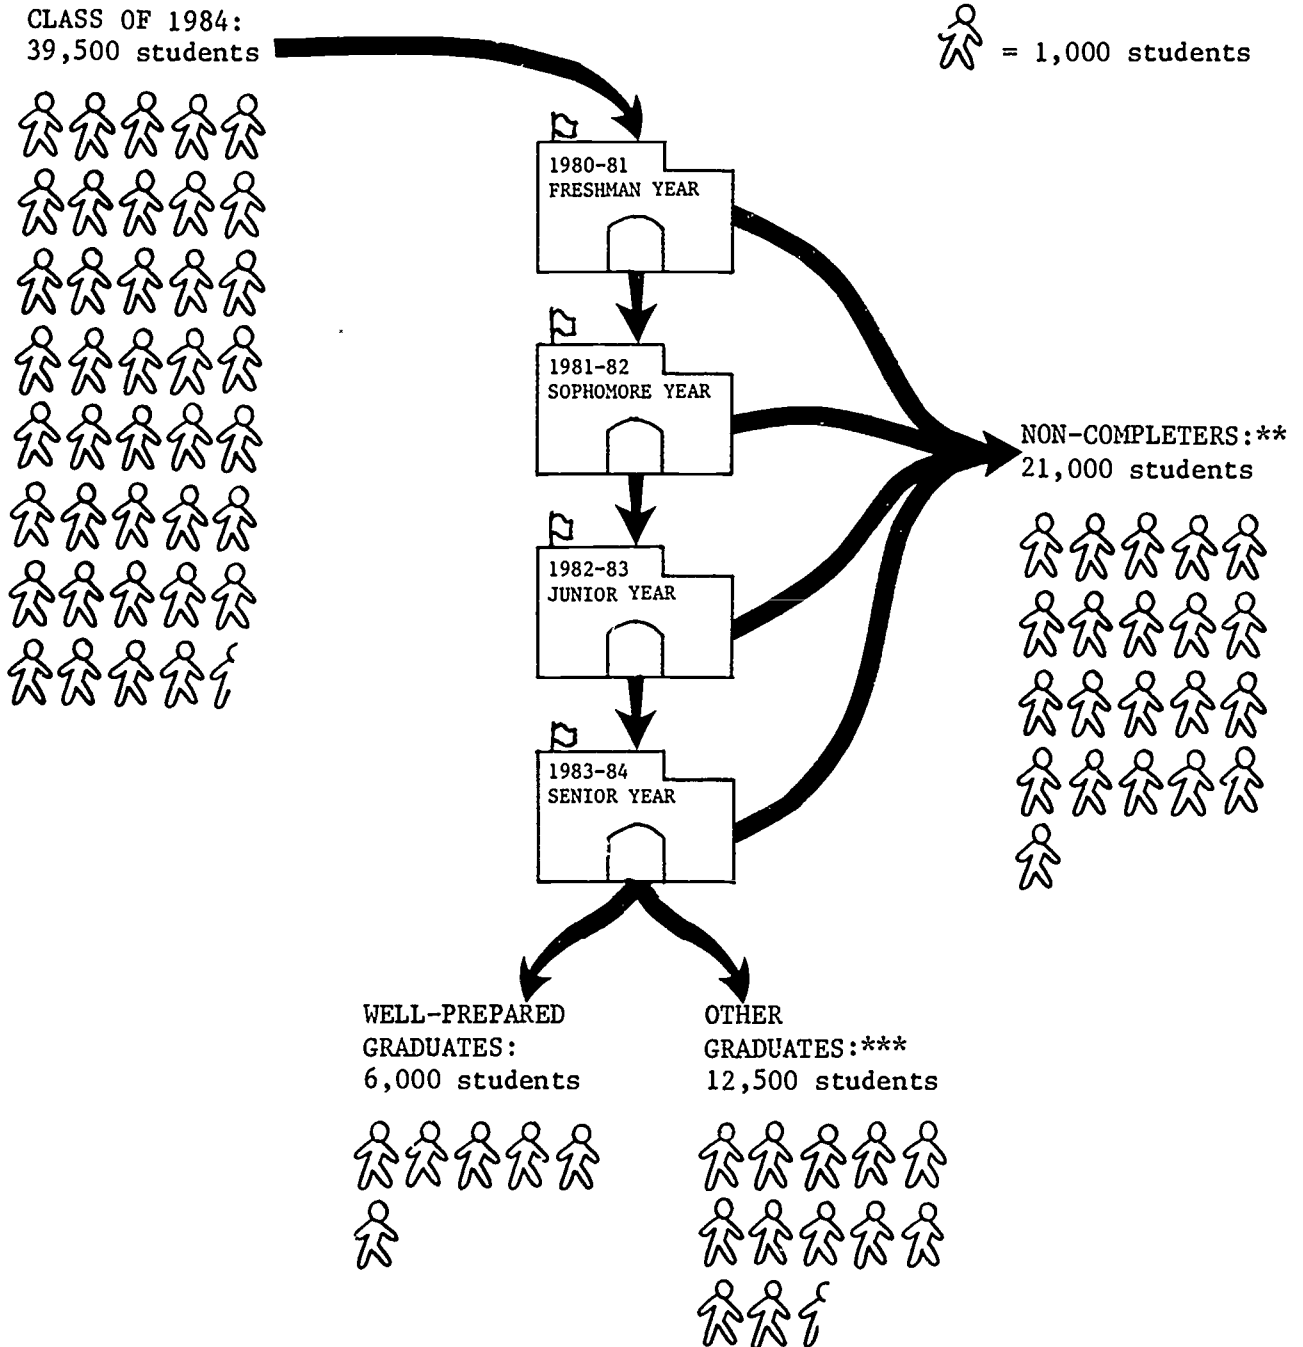 CLASS OF 1984:
39,500 students
= 1,000 students
1980-81
FRESHMAN YEAR
1981-82
SOPHOMORE YEAR
NON-COMPLETERS:**
21,000 students
1982-83
JUNIOR YEAR
1983-84
SENIOR YEAR
WELL-PREPARED
GRADUATES:
6,000 students
OTHER
GRADUATES:***
12,500 students